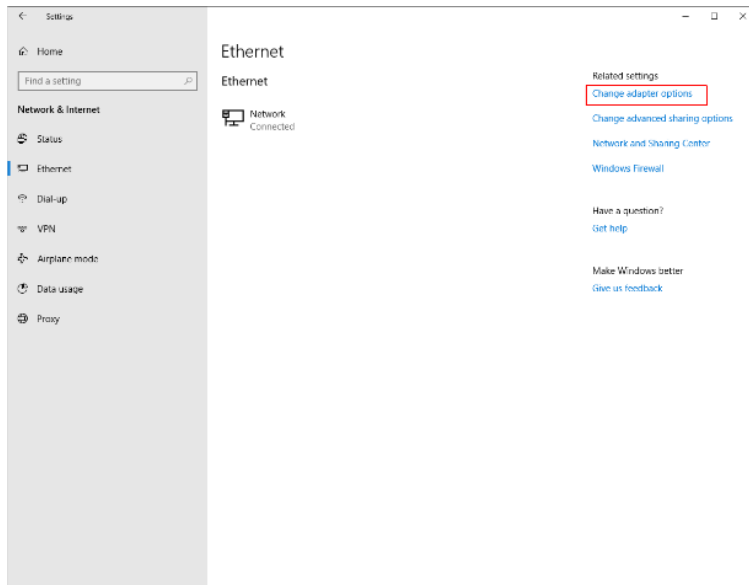 Settings
Home
Find a setting
Network & Internet
Status
Ethernet
Dial-up
VPN
Airplane mode
Data usage
Proxy
Ethernet
Ethernet
Network
Connected
Related settings
Change adapter options
Change advanced sharing options
Network and Sharing Center
Windows Firewall
Have a question?
Get help
Make Windows better
Give us feedback